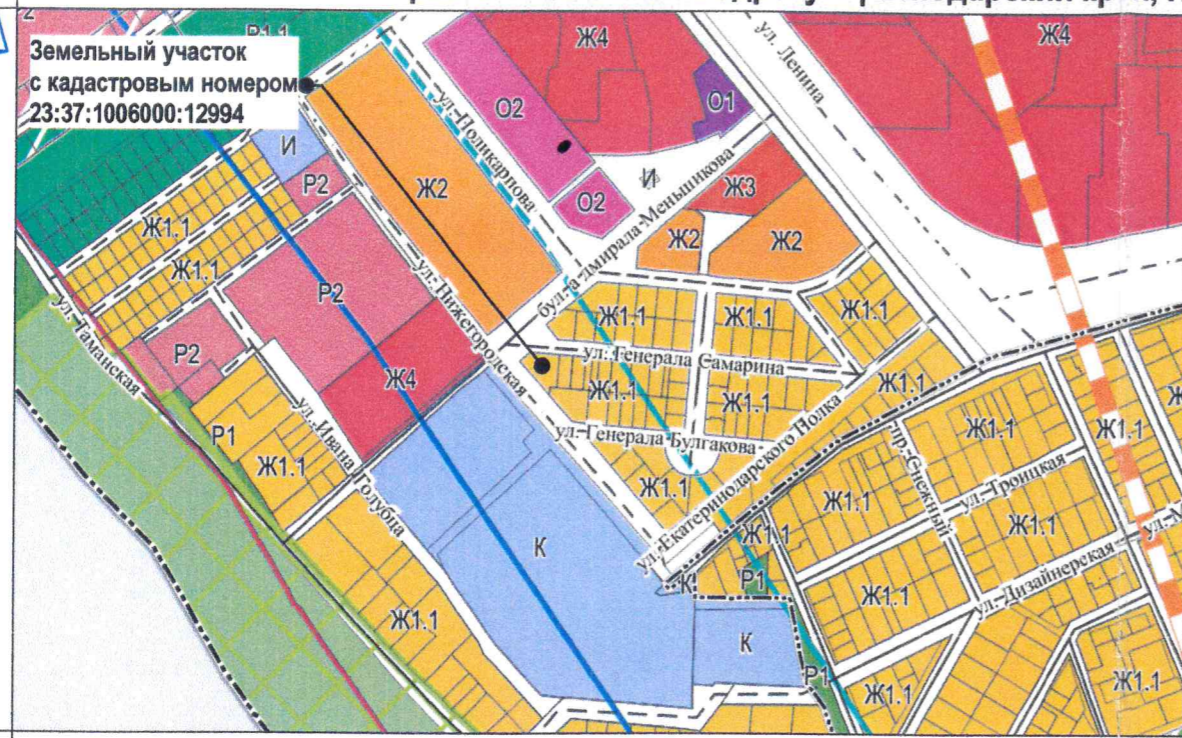 Земельный участок
с кадастровым номером
23:37:1006000:12994
Р1.1
Ж4
Ж4
ул. Ленина
О2
О1
ул. Поликарпова
И
И
Р2
Ж2
О2
Ж3
бул. адмирала Меньшикова
Ж2
Ж2
Ж1.1
Ж1.1
Р2
ул. Нижегородская
ул. Таманская
Ж1.1
Ж1.1
Ж1.1
ул. Генерала Самарина
Р2
Ж4
Ж1.1
Ж1.1
Ж1.1
ул. Ивана Голубца
Р1
Ж1.1
ул. Генерала Булгакова
ул. Екатеринодарского Полка
пр. Снежный
Ж1.1
Ж1.1
Ж1.1
ул. Троицкая
Ж1.1
Ж1.1
Ж1.1
К
Ж1.1
К
Р1
ул. Дизайнерская
Ж1.1
Ж1.1
К
Р1
Ж1.1
Ж1.1